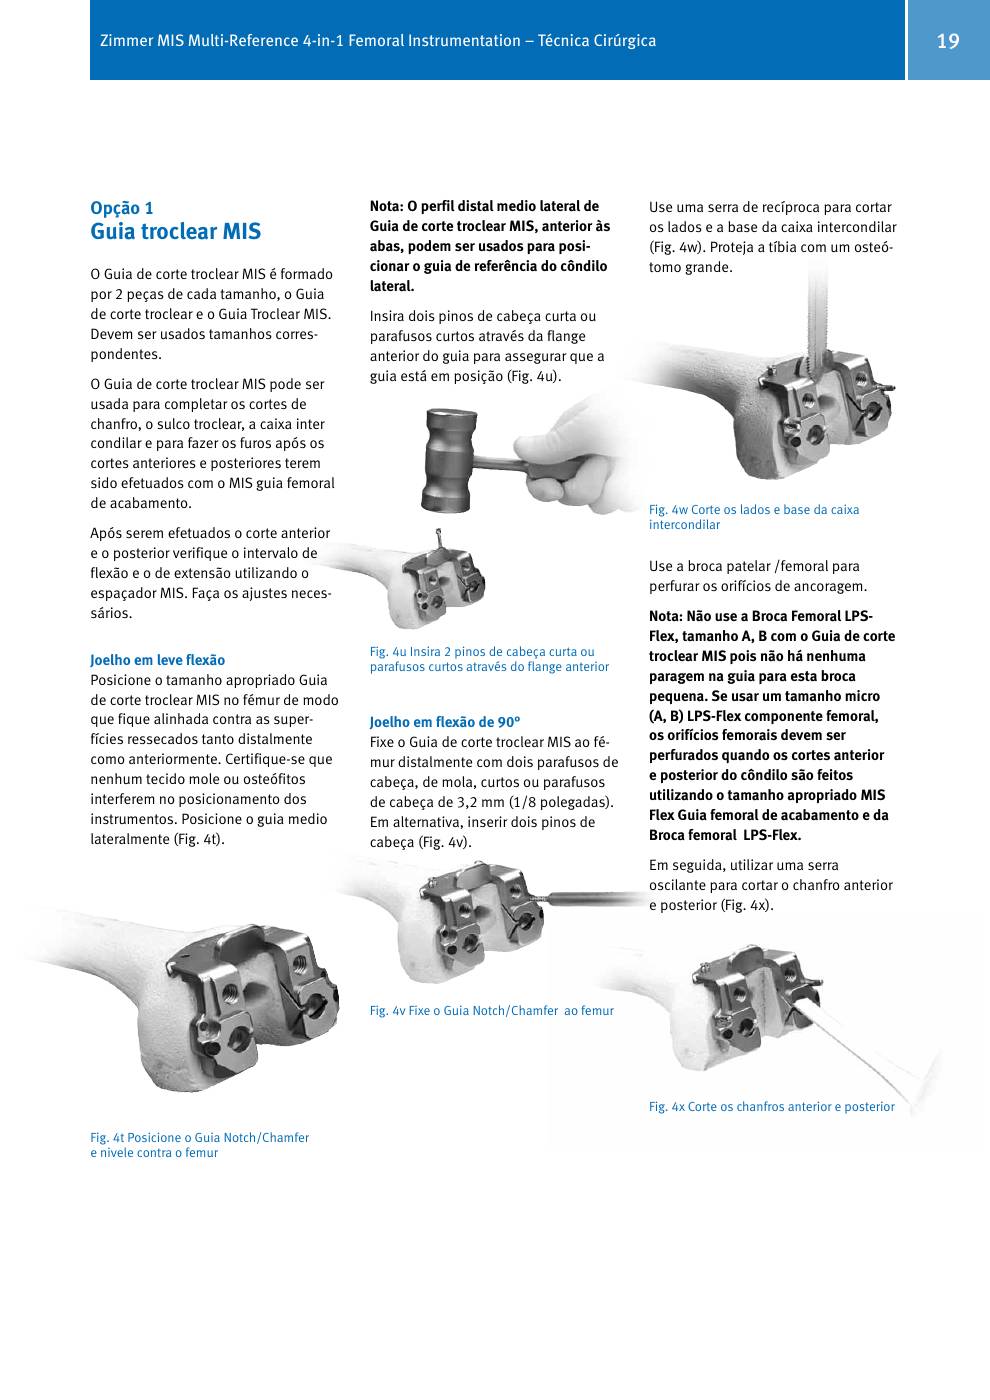 Zimmer MIS Multi-Reference 4-in-1 Femoral Instrumentation – Técnica Cirúrgica
19
Opção 1
Guia troclear MIS
O Guia de corte troclear MIS é formado
por 2 peças de cada tamanho, o Guia
de corte troclear e o Guia Troclear MIS.
Devem ser usados tamanhos corres-
pondentes.
O Guia de corte troclear MIS pode ser
usada para completar os cortes de
chanfro, o sulco troclear, a caixa inter
condilar e para fazer os furos após os
cortes anteriores e posteriores terem
sido efetuados com o MIS guia femoral
de acabamento.
Após serem efetuados o corte anterior
e o posterior verifique o intervalo de
flexão e o de extensão utilizando o
espaçador MIS. Faça os ajustes neces-
sários.
Joelho em leve flexão
Posicione o tamanho apropriado Guia
de corte troclear MIS no fémur de modo
que fique alinhada contra as super-
fícies ressecados tanto distalmente
como anteriormente. Certifique-se que
nenhum tecido mole ou osteófitos
interferem no posicionamento dos
instrumentos. Posicione o guia medio
lateralmente (Fig. 4t).
Fig. 4t Posicione o Guia Notch/Chamfer
e nivele contra o femur
Nota: O perfil distal medio lateral de
Guia de corte troclear MIS, anterior às
abas, podem ser usados para posi-
cionar o guia de referência do côndilo
lateral.
Insira dois pinos de cabeça curta ou
parafusos curtos através da flange
anterior do guia para assegurar que a
guia está em posição (Fig. 4u).
Fig. 4u Insira 2 pinos de cabeça curta ou
parafusos curtos através do flange anterior
Joelho em flexão de 90°
Fixe o Guia de corte troclear MIS ao fé-
mur distalmente com dois parafusos de
cabeça, de mola, curtos ou parafusos
de cabeça de 3,2 mm (1/8 polegadas).
Em alternativa, inserir dois pinos de
cabeça (Fig. 4v).
Fig. 4v Fixe o Guia Notch/Chamfer ao femur
Use uma serra de recíproca para cortar
os lados e a base da caixa intercondilar
(Fig. 4w). Proteja a tíbia com um osteó-
tomo grande.
Fig. 4w Corte os lados e base da caixa
intercondilar
Use a broca patelar /femoral para
perfurar os orifícios de ancoragem.
Nota: Não use a Broca Femoral LPS-
Flex, tamanho A, B com o Guia de corte
troclear MIS pois não há nenhuma
paragem na guia para esta broca
pequena. Se usar um tamanho micro
(A, B) LPS-Flex componente femoral,
os orifícios femorais devem ser
perfurados quando os cortes anterior
e posterior do côndilo são feitos
utilizando o tamanho apropriado MIS
Flex Guia femoral de acabamento e da
Broca femoral LPS-Flex.
Em seguida, utilizar uma serra
oscilante para cortar o chanfro anterior
e posterior (Fig. 4x).
Fig. 4x Corte os chanfros anterior e posterior